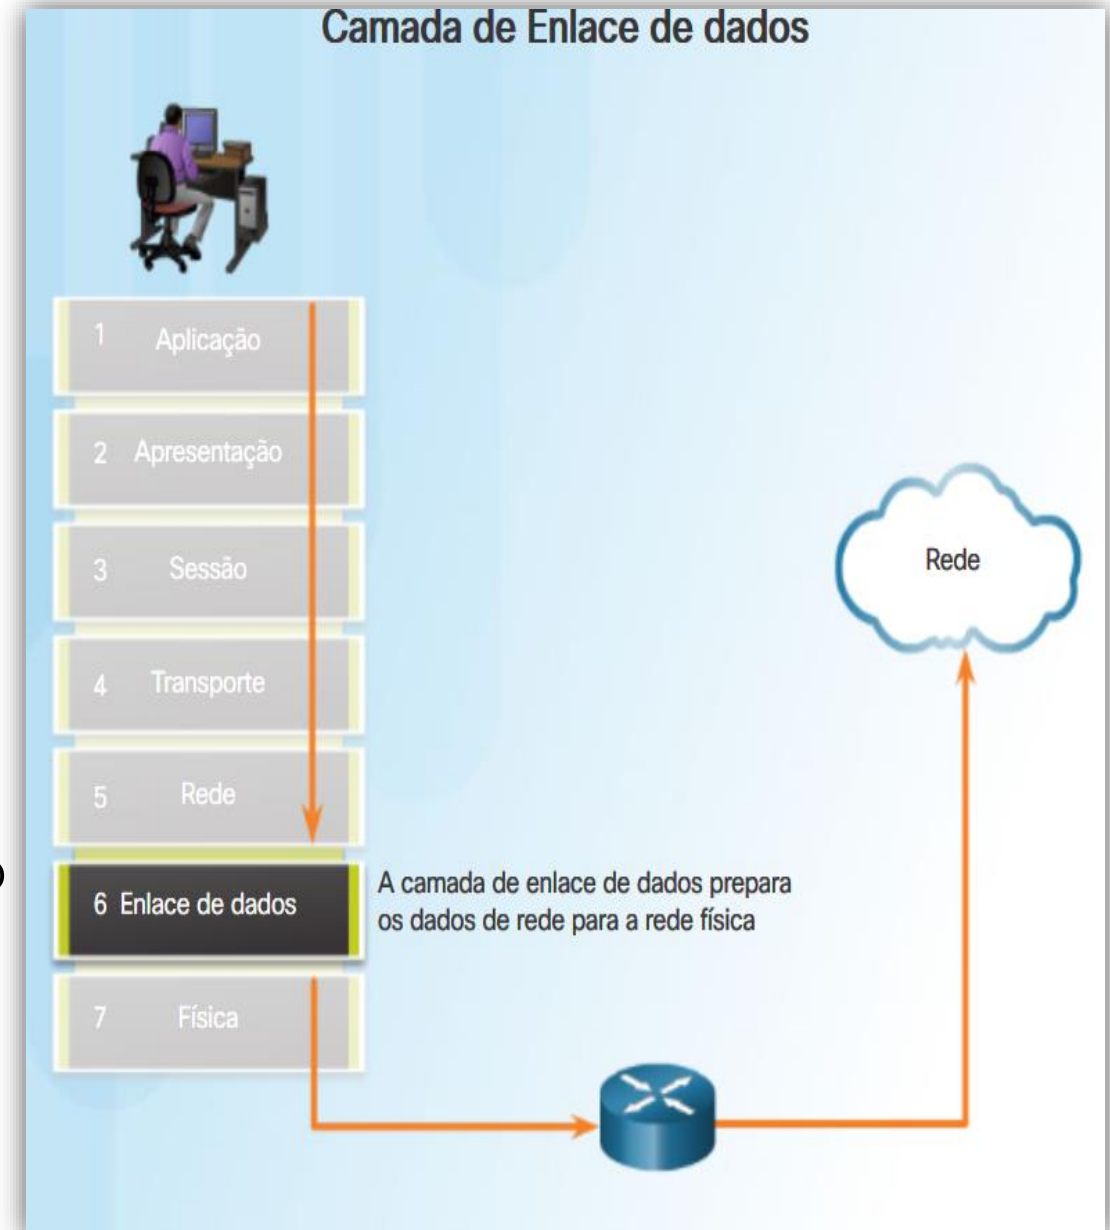 Camada de Enlace de dados
1 Aplicação
2 Apresentação
3 Sessão
4 Transporte
5 Rede
6 Enlace de dados
7 Física
A camada de enlace de dados prepara
os dados de rede para a rede física
Rede